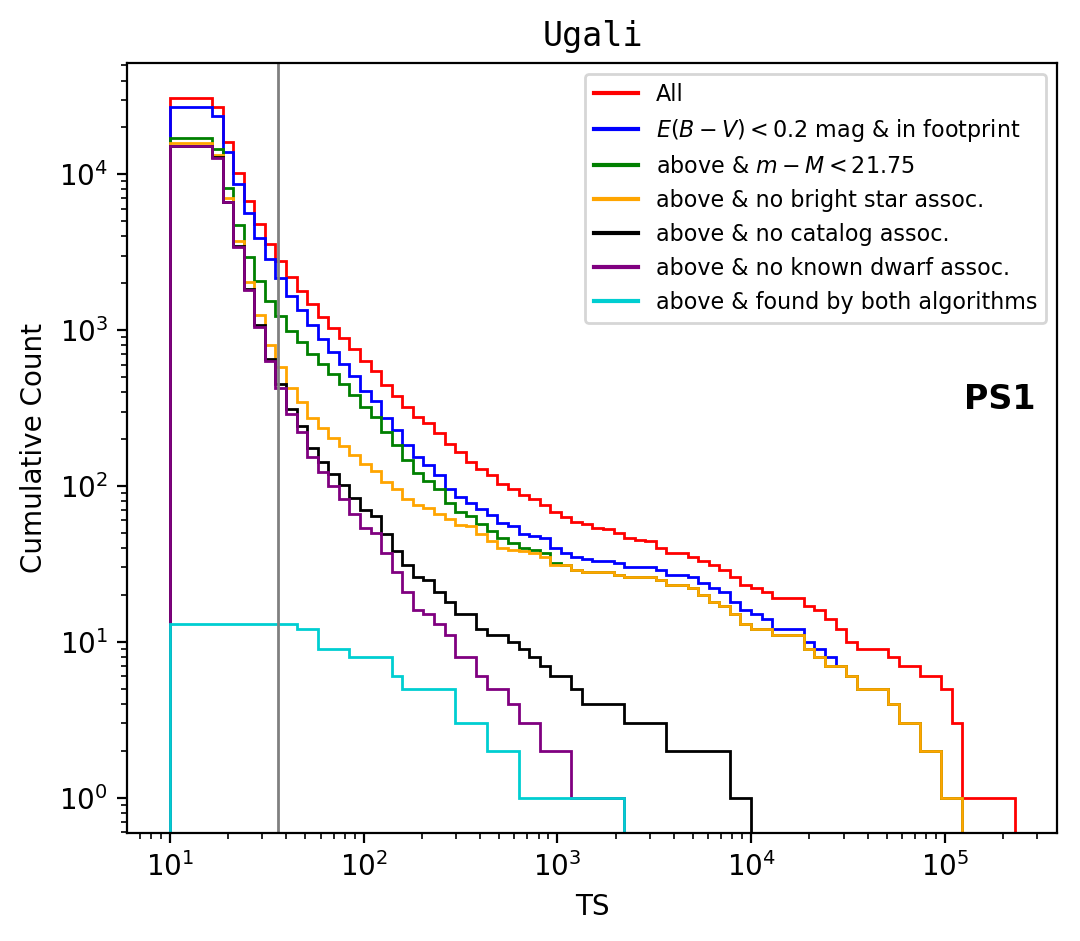 Ugali
All
E(B − V) < 0.2 mag & in footprint
above & m − M < 21.75
above & no bright star assoc.
above & no catalog assoc.
above & no known dwarf assoc.
above & found by both algorithms
PS1
Cumulative Count
10⁴
10³
10²
10¹
10⁰
10¹ 10² 10³ 10⁴ 10⁵
TS